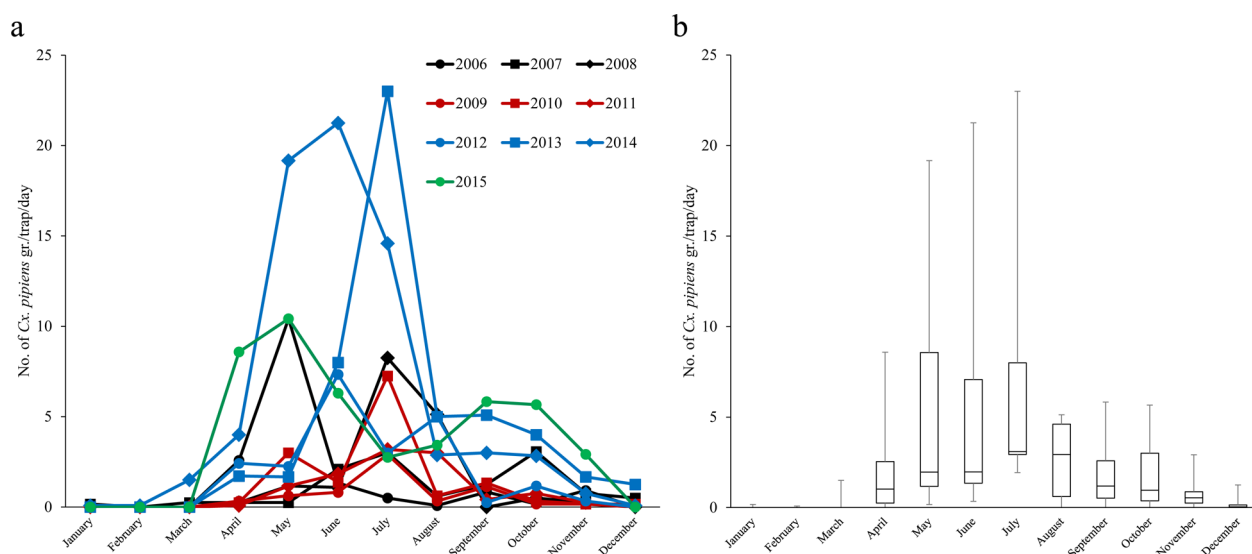 a
No. of Cx. pipiens gr./trap/day
25
20
15
10
5
0
2006 2007 2008
2009 2010 2011
2012 2013 2014
2015
January February March April May June July August September October November December
b
No. of Cx. pipiens gr./trap/day
25
20
15
10
5
0
January February March April May June July August September October November December